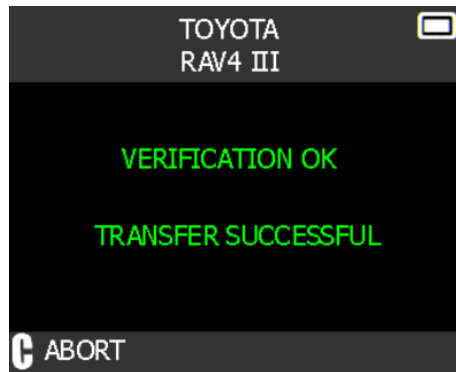 TOYOTA
RAV4 III
VERIFICATION OK
TRANSFER SUCCESSFUL
C ABORT